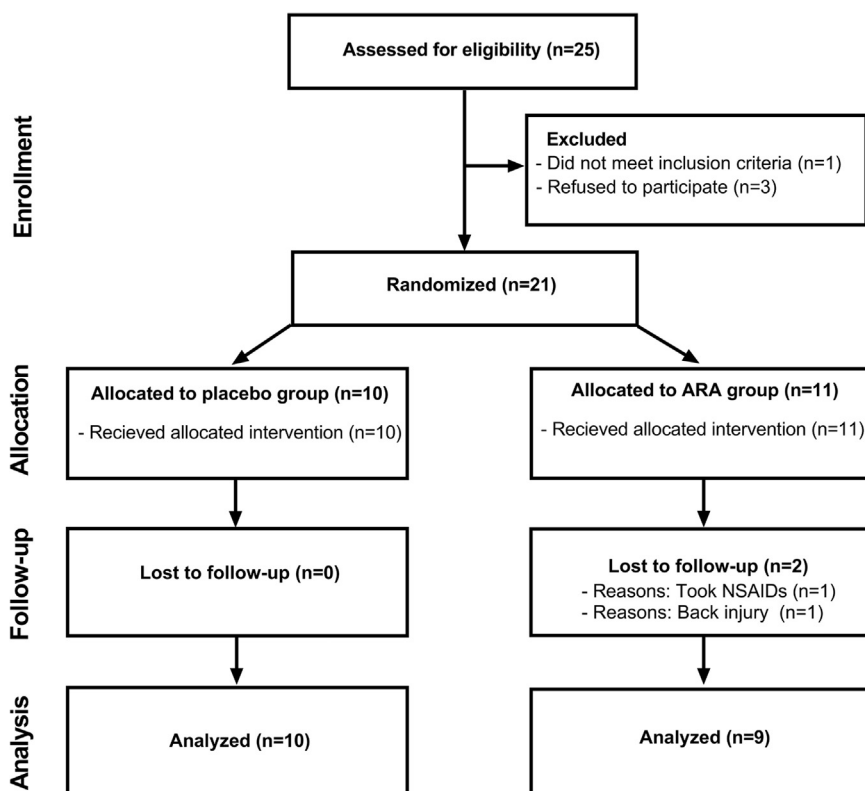 Assessed for eligibility (n=25)
Enrollment
Excluded
- Did not meet inclusion criteria (n=1)
- Refused to participate (n=3)
Randomized (n=21)
Allocation
Allocated to placebo group (n=10)
- Recieved allocated intervention (n=10)
Allocated to ARA group (n=11)
- Recieved allocated intervention (n=11)
Follow-up
Lost to follow-up (n=0)
Lost to follow-up (n=2)
- Reasons: Took NSAIDs (n=1)
- Reasons: Back injury (n=1)
Analysis
Analyzed (n=10)
Analyzed (n=9)